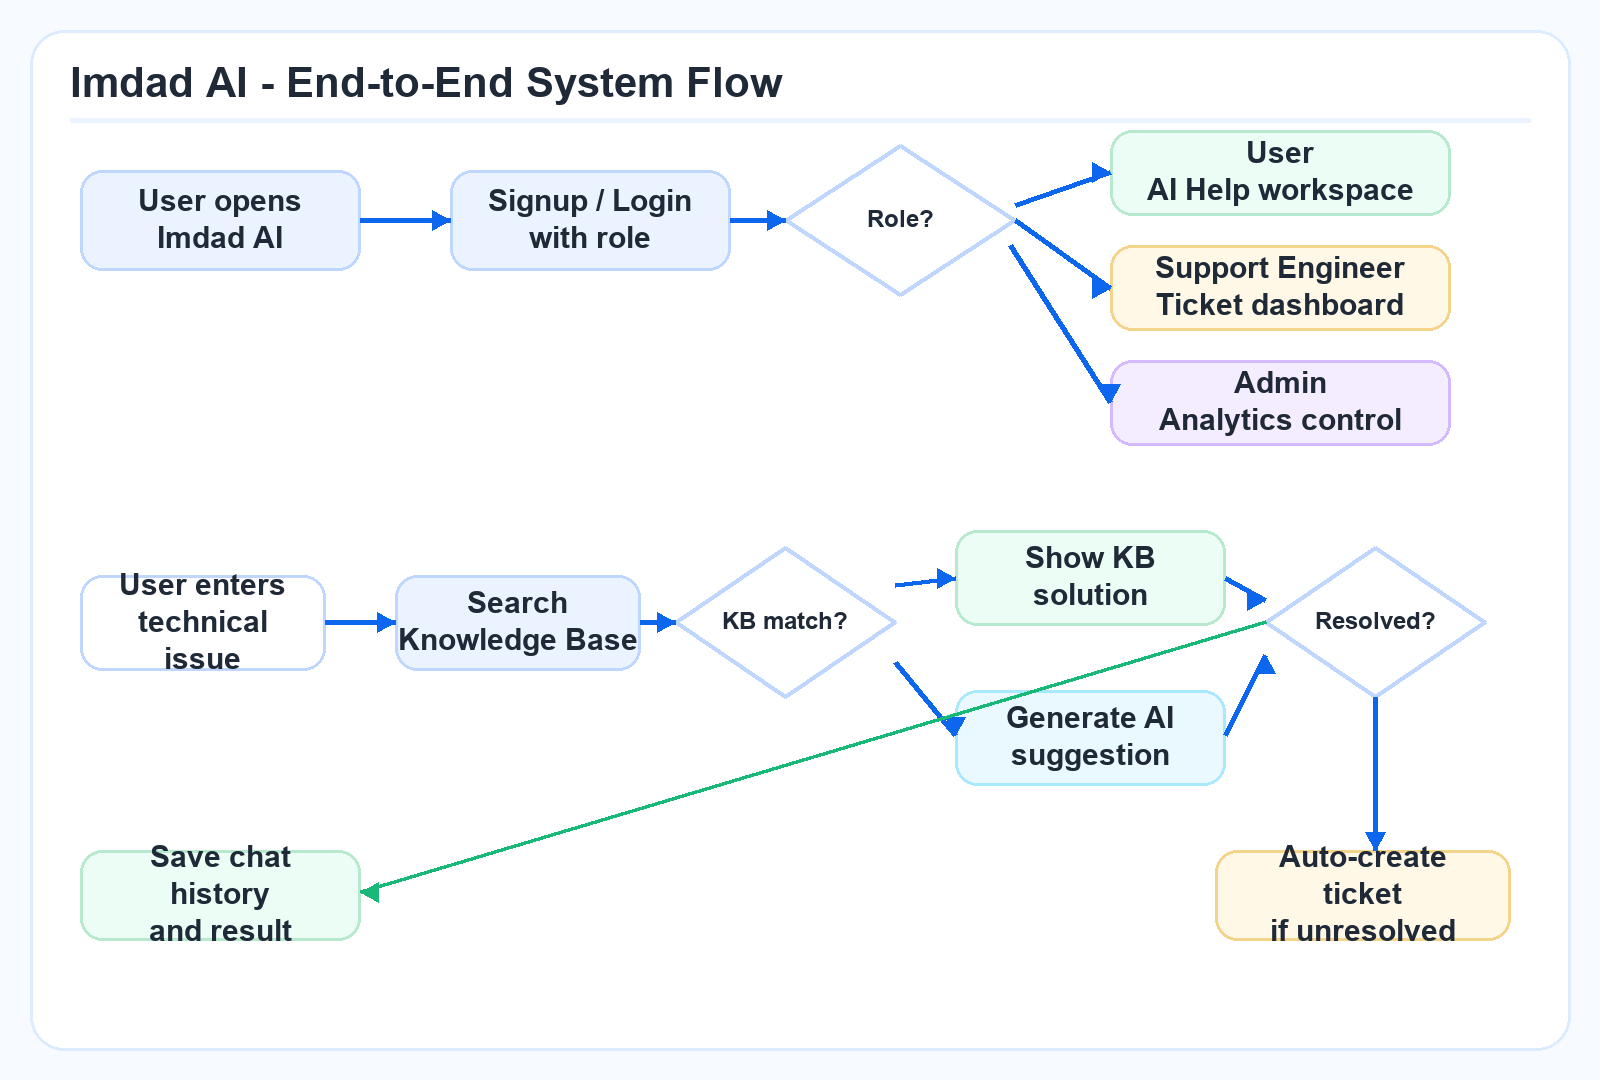 Imdad AI - End-to-End System Flow
User opens
Imdad AI
Signup / Login
with role
Role?
User
AI Help workspace
Support Engineer
Ticket dashboard
Admin
Analytics control
User enters
technical
issue
Search
Knowledge Base
KB match?
Show KB
solution
Generate AI
suggestion
Resolved?
Save chat
history
and result
Auto-create
ticket
if unresolved